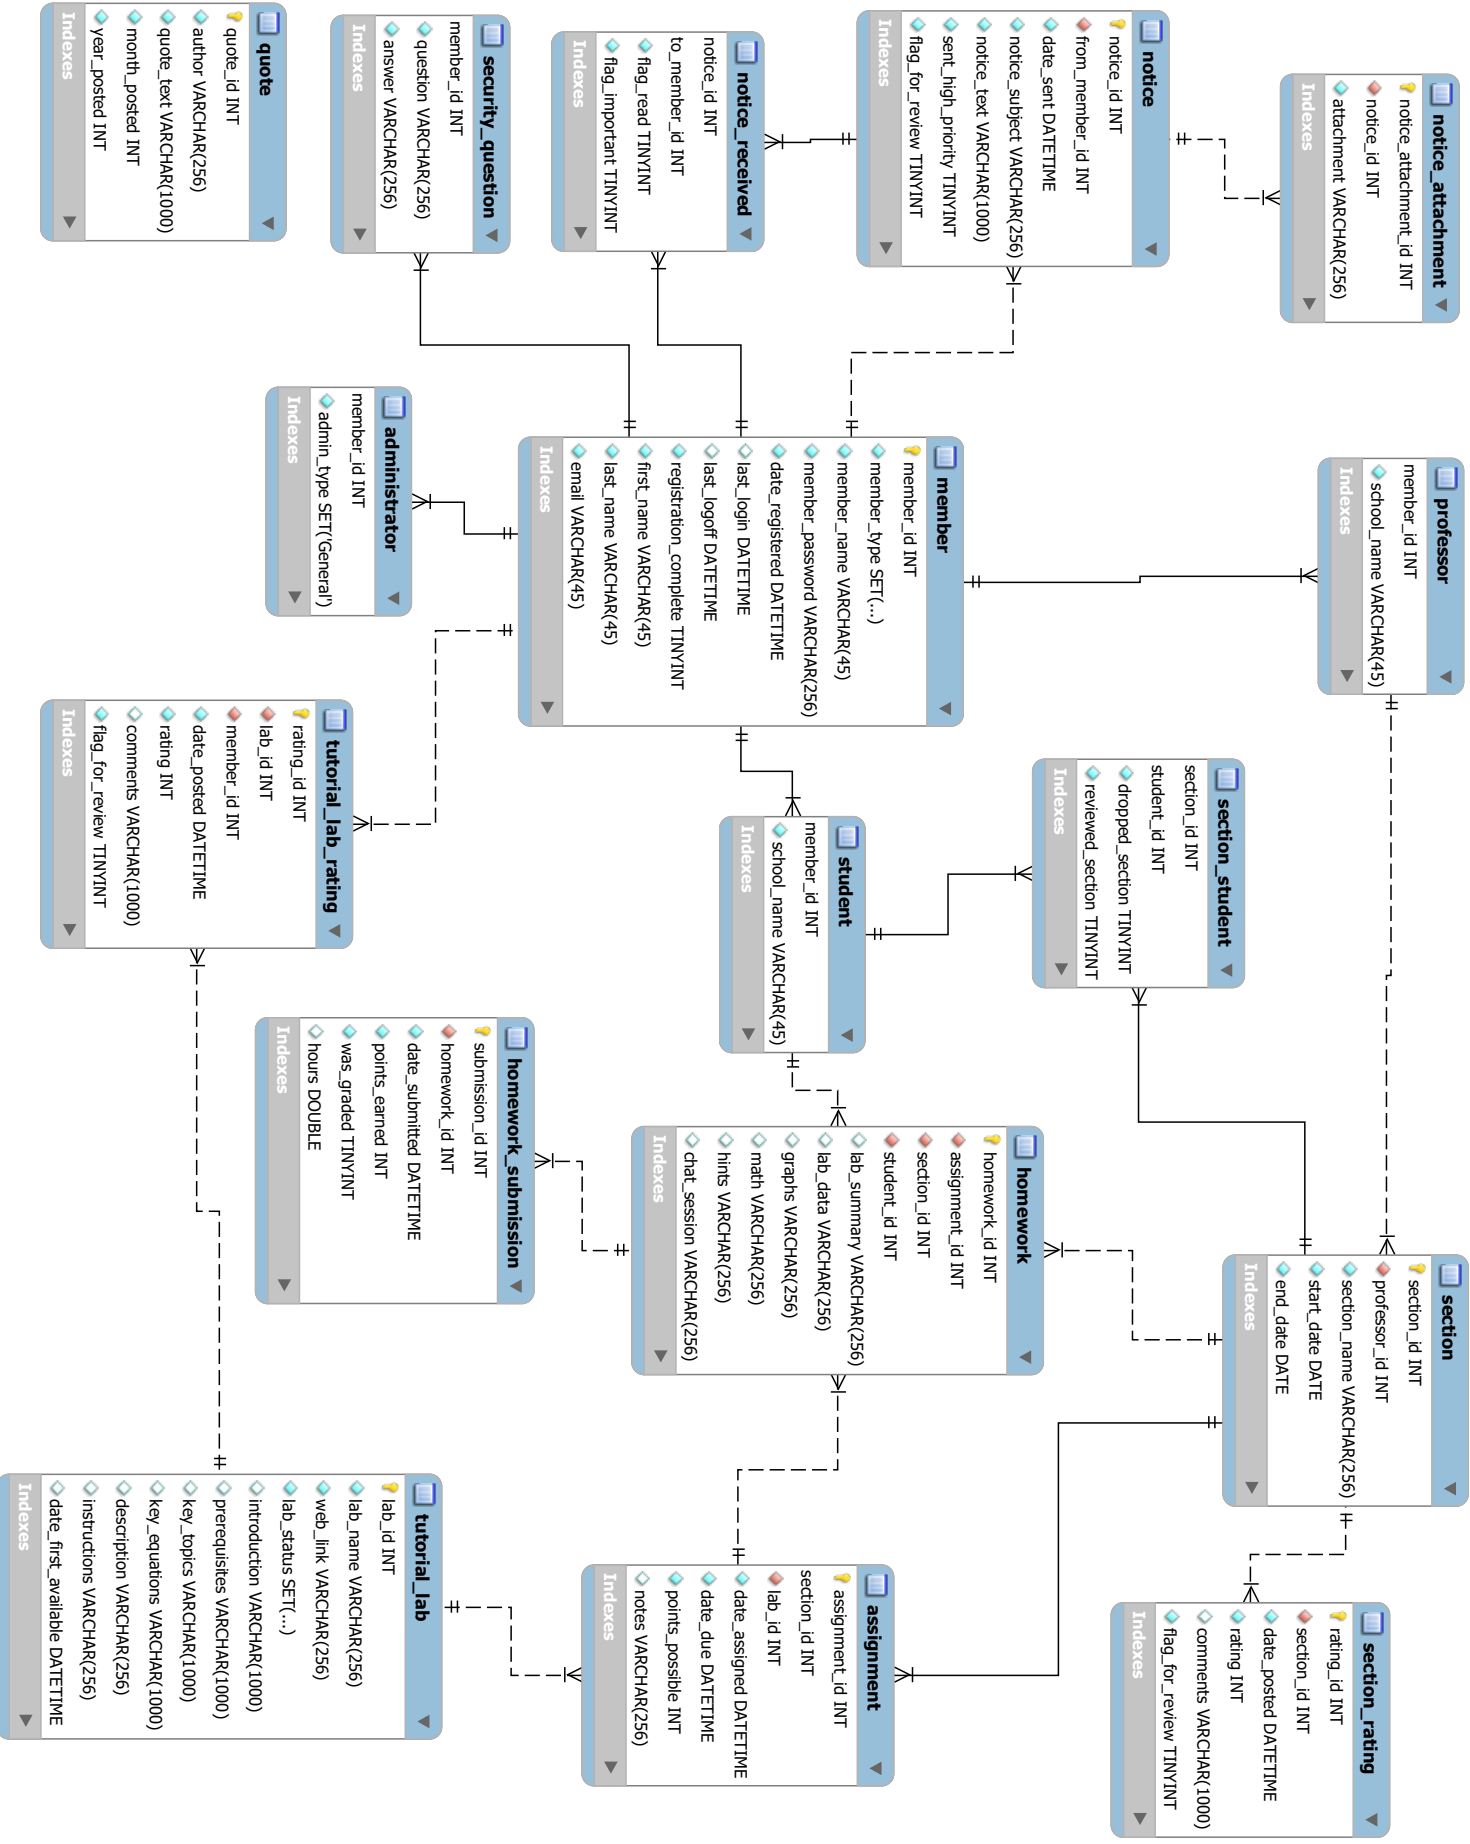 notice_attachment
notice_attachment_id INT
notice_id INT
attachment VARCHAR(256)
Indexes
notice
notice_id INT
from_member_id INT
date_sent DATETIME
notice_subject VARCHAR(256)
notice_text VARCHAR(1000)
sent_high_priority TINYINT
flag_for_review TINYINT
Indexes
notice_received
notice_id INT
to_member_id INT
flag_read TINYINT
flag_important TINYINT
Indexes
security_question
member_id INT
question VARCHAR(256)
answer VARCHAR(256)
Indexes
quote
quote_id INT
author VARCHAR(256)
quote_text VARCHAR(1000)
month_posted INT
year_posted INT
Indexes
professor
member_id INT
school_name VARCHAR(45)
Indexes
member
member_id INT
member_type SET(...)
member_name VARCHAR(45)
member_password VARCHAR(256)
date_registered DATETIME
last_login DATETIME
last_logoff DATETIME
registration_complete TINYINT
first_name VARCHAR(45)
last_name VARCHAR(45)
email VARCHAR(45)
Indexes
administrator
member_id INT
admin_type SET('General')
Indexes
section_student
section_id INT
student_id INT
dropped_section TINYINT
reviewed_section TINYINT
Indexes
student
member_id INT
school_name VARCHAR(45)
Indexes
tutorial_lab_rating
rating_id INT
lab_id INT
member_id INT
date_posted DATETIME
rating INT
comments VARCHAR(1000)
flag_for_review TINYINT
Indexes
section
section_id INT
professor_id INT
section_name VARCHAR(256)
start_date DATE
end_date DATE
Indexes
homework
homework_id INT
assignment_id INT
section_id INT
student_id INT
lab_summary VARCHAR(256)
lab_data VARCHAR(256)
graphs VARCHAR(256)
math VARCHAR(256)
hints VARCHAR(256)
chat_session VARCHAR(256)
Indexes
homework_submission
submission_id INT
homework_id INT
date_submitted DATETIME
points_earned INT
was_graded TINYINT
hours DOUBLE
Indexes
section_rating
rating_id INT
section_id INT
date_posted DATETIME
rating INT
comments VARCHAR(1000)
flag_for_review TINYINT
Indexes
assignment
assignment_id INT
section_id INT
lab_id INT
date_assigned DATETIME
date_due DATETIME
points_possible INT
notes VARCHAR(256)
Indexes
tutorial_lab
lab_id INT
lab_name VARCHAR(256)
web_link VARCHAR(256)
lab_status SET(...)
introduction VARCHAR(1000)
prerequisites VARCHAR(1000)
key_topics VARCHAR(1000)
key_equations VARCHAR(1000)
description VARCHAR(256)
instructions VARCHAR(256)
date_first_available DATETIME
Indexes